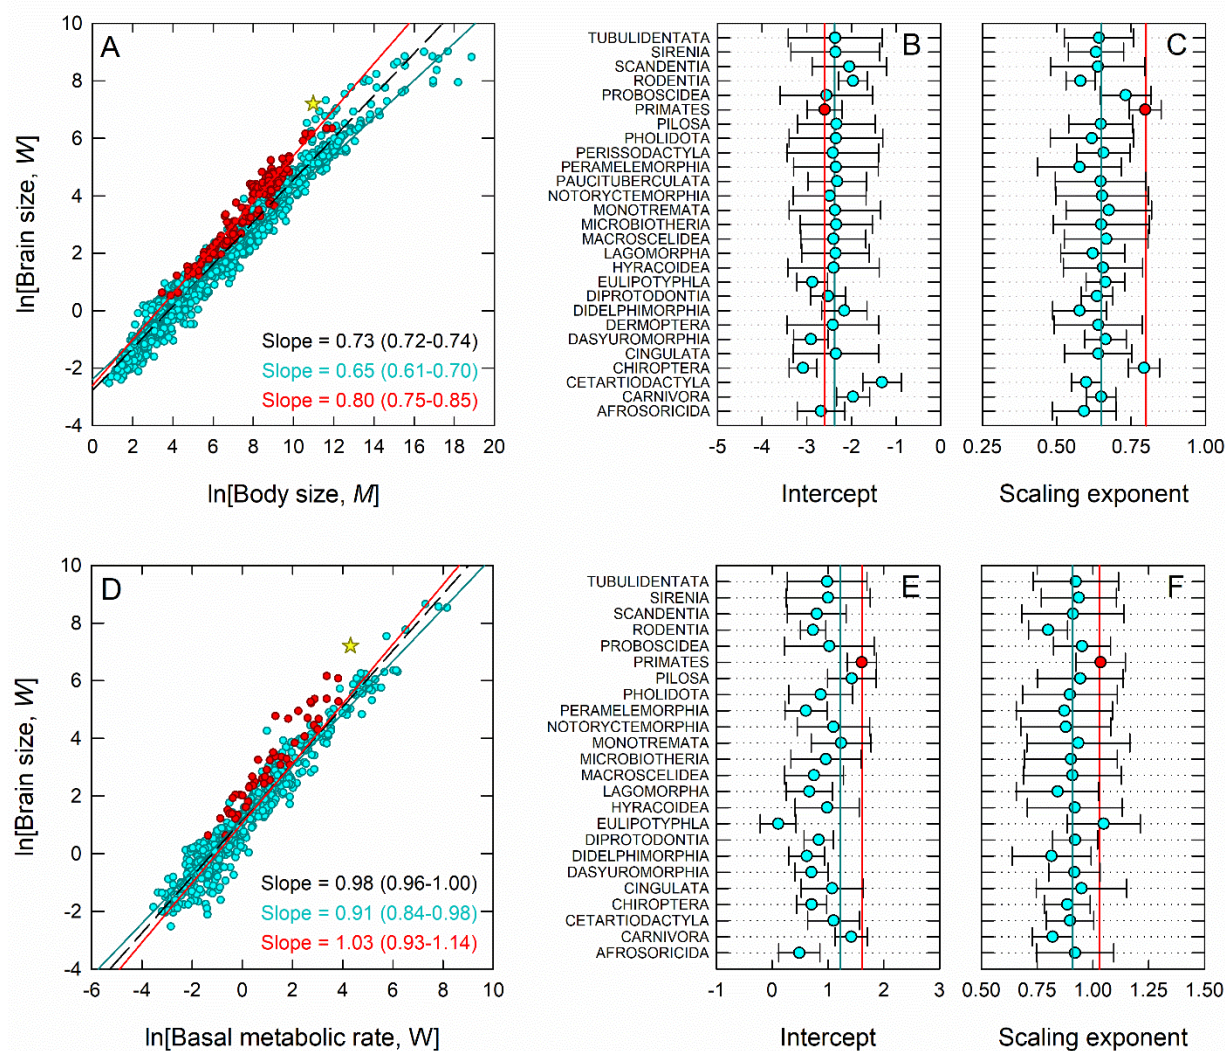 A
ln[Brain size, W]
10
8
6
4
2
0
-2
-4
Slope = 0.73 (0.72-0.74)
Slope = 0.65 (0.61-0.70)
Slope = 0.80 (0.75-0.85)
0 2 4 6 8 10 12 14 16 18 20
ln[Body size, M]
B
TUBULIDENTATA
SIRENIA
SCANDENTIA
RODENTIA
PROBOSCIDEA
PRIMATES
PILOSA
PHOLIDOTA
PERISSODACTYLA
PERAMELEMORPHIA
PAUCITUBERCULATA
NOTORYCTEMORPHIA
MONOTREMATA
MICROBIOTHERIA
MACROSCELIDEA
LAGOMORPHA
HYRACOIDEA
EULIPOTYPHLA
DIPROTODONTIA
DIDELPHIMORPHIA
DERMOPTERA
DASYUROMORPHIA
CINGULATA
CHIROPTERA
CETARTIODACTYLA
CARNIVORA
AFROSORICIDA
-5 -4 -3 -2 -1 0
Intercept
C
0.25 0.50 0.75 1.00
Scaling exponent
D
ln[Brain size, W]
10
8
6
4
2
0
-2
-4
Slope = 0.98 (0.96-1.00)
Slope = 0.91 (0.84-0.98)
Slope = 1.03 (0.93-1.14)
-6 -4 -2 0 2 4 6 8 10
ln[Basal metabolic rate, W]
E
TUBULIDENTATA
SIRENIA
SCANDENTIA
RODENTIA
PROBOSCIDEA
PRIMATES
PILOSA
PHOLIDOTA
PERAMELEMORPHIA
NOTORYCTEMORPHIA
MONOTREMATA
MICROBIOTHERIA
MACROSCELIDEA
LAGOMORPHA
HYRACOIDEA
EULIPOTYPHLA
DIPROTODONTIA
DIDELPHIMORPHIA
DASYUROMORPHIA
CINGULATA
CHIROPTERA
CETARTIODACTYLA
CARNIVORA
AFROSORICIDA
-1 0 1 2 3
Intercept
F
0.50 0.75 1.00 1.25 1.50
Scaling exponent